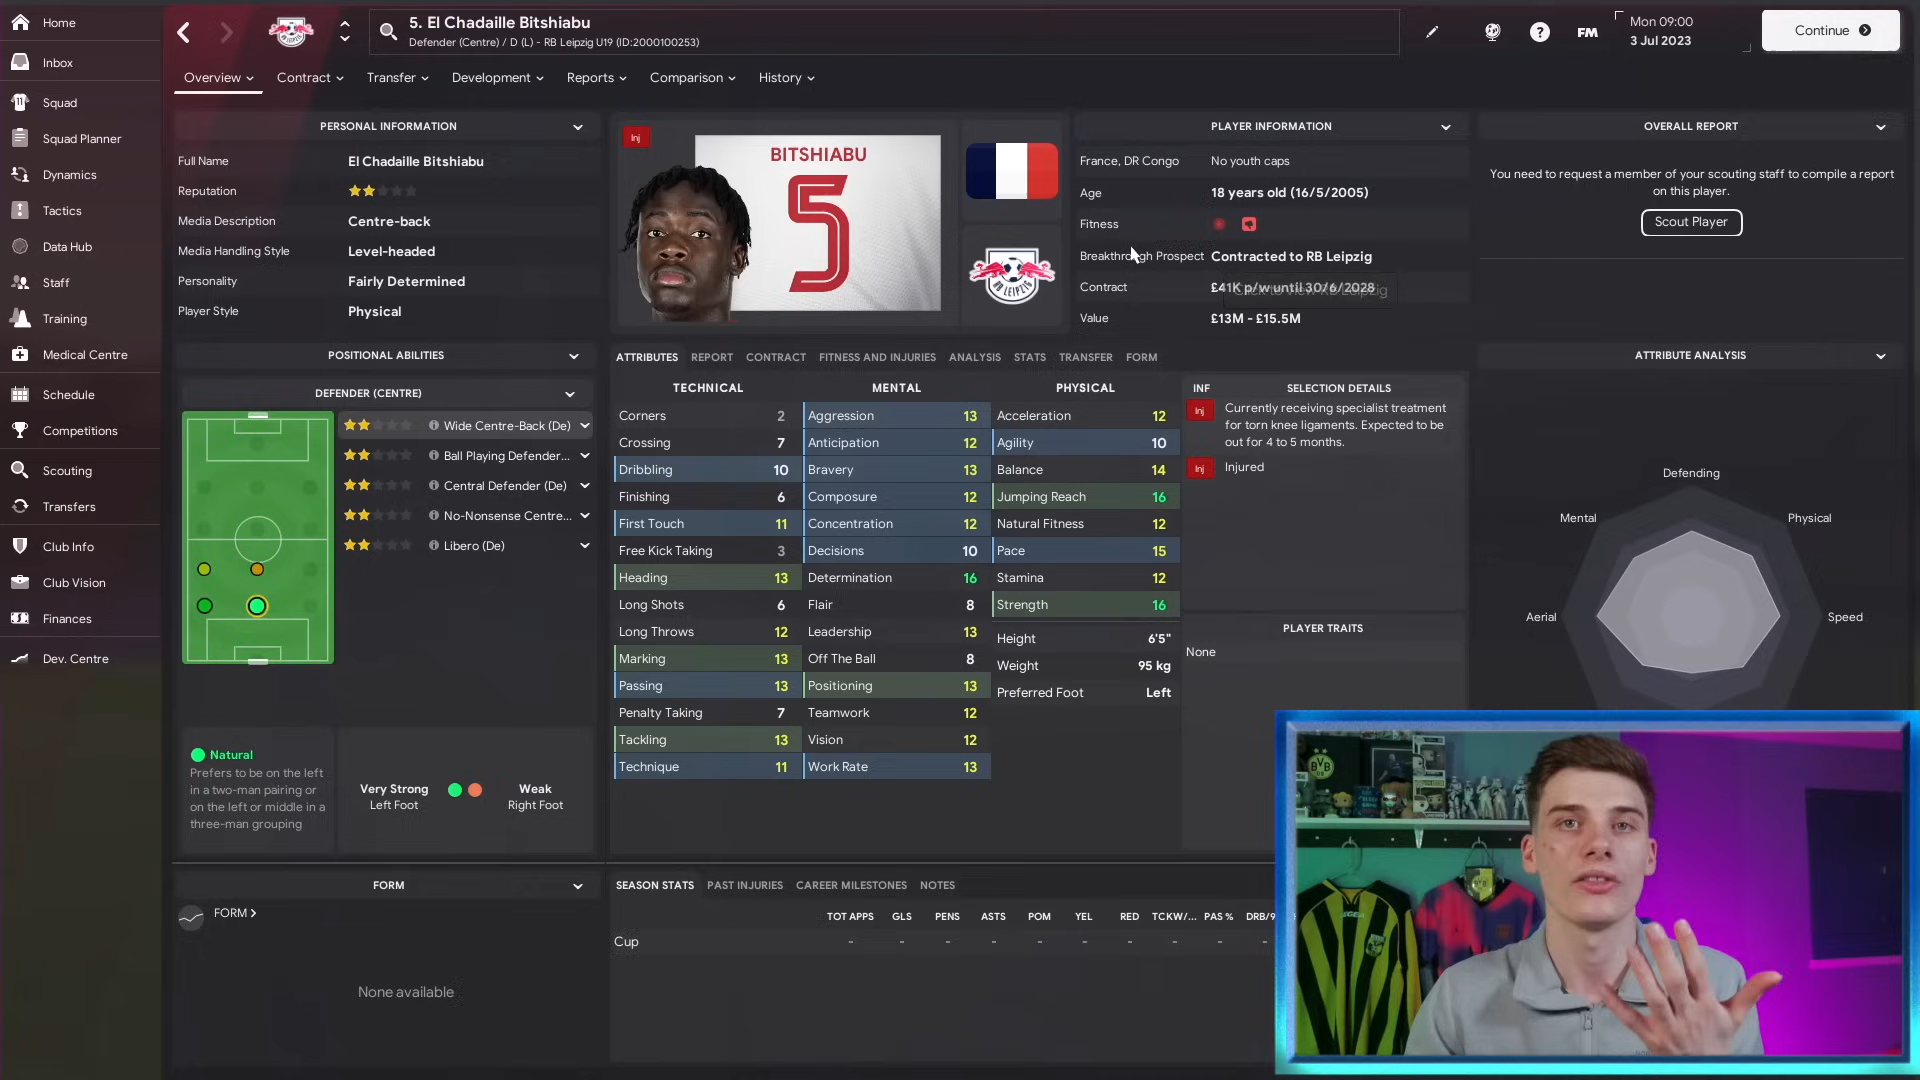 Home
Inbox
Squad
Squad Planner
Dynamics
Tactics
Data Hub
Staff
Training
Medical Centre
Schedule
Competitions
Scouting
Transfers
Club Info
Club Vision
Finances
Dev. Centre
5. El Chadaille Bitshiabu
Defender (Centre) / D (L) - RB Leipzig U19 (ID:2000100253)
? FM
Mon 09:00
3 Jul 2023
Continue
Overview Contract Transfer Development Reports Comparison History
PERSONAL INFORMATION
Full Name El Chadaille Bitshiabu
Reputation
Media Description Centre-back
Media Handling Style Level-headed
Personality Fairly Determined
Player Style Physical
Inj
BITSHIABU
5
RB LEIPZIG
PLAYER INFORMATION
France, DR Congo No youth caps
Age 18 years old (16/5/2005)
Fitness
Breakthrough Prospect Contracted to RB Leipzig
Contract £41K p/w until 30/6/2028
Value £13M - £15.5M
OVERALL REPORT
You need to request a member of your scouting staff to compile a report
on this player.
Scout Player
POSITIONAL ABILITIES
DEFENDER (CENTRE)
Wide Centre-Back (De)
Ball Playing Defender...
Central Defender (De)
No-Nonsense Centre...
Libero (De)
Natural
Prefers to be on the left
in a two-man pairing or
on the left or middle in a
three-man grouping
Very Strong
Left Foot
Weak
Right Foot
ATTRIBUTES REPORT CONTRACT FITNESS AND INJURIES ANALYSIS STATS TRANSFER FORM
TECHNICAL
Corners 2
Crossing 7
Dribbling 10
Finishing 6
First Touch 11
Free Kick Taking 3
Heading 13
Long Shots 6
Long Throws 12
Marking 13
Passing 13
Penalty Taking 7
Tackling 13
Technique 11
MENTAL
Aggression 13
Anticipation 12
Bravery 13
Composure 12
Concentration 12
Decisions 10
Determination 16
Flair 8
Leadership 13
Off The Ball 8
Positioning 13
Teamwork 12
Vision 12
Work Rate 13
PHYSICAL
Acceleration 12
Agility 10
Balance 14
Jumping Reach 16
Natural Fitness 12
Pace 15
Stamina 12
Strength 16
Height 6'5"
Weight 95 kg
Preferred Foot Left
INF SELECTION DETAILS
Inj Currently receiving specialist treatment
for torn knee ligaments. Expected to be
out for 4 to 5 months.
Inj Injured
PLAYER TRAITS
None
ATTRIBUTE ANALYSIS
Defending
Mental
Physical
Aerial
Speed
FORM
FORM
None available
SEASON STATS PAST INJURIES CAREER MILESTONES NOTES
TOT APPS GLS PENS ASTS POM YEL RED TCKW/... PAS %
Cup - - - - - - - - - -
BVB
09